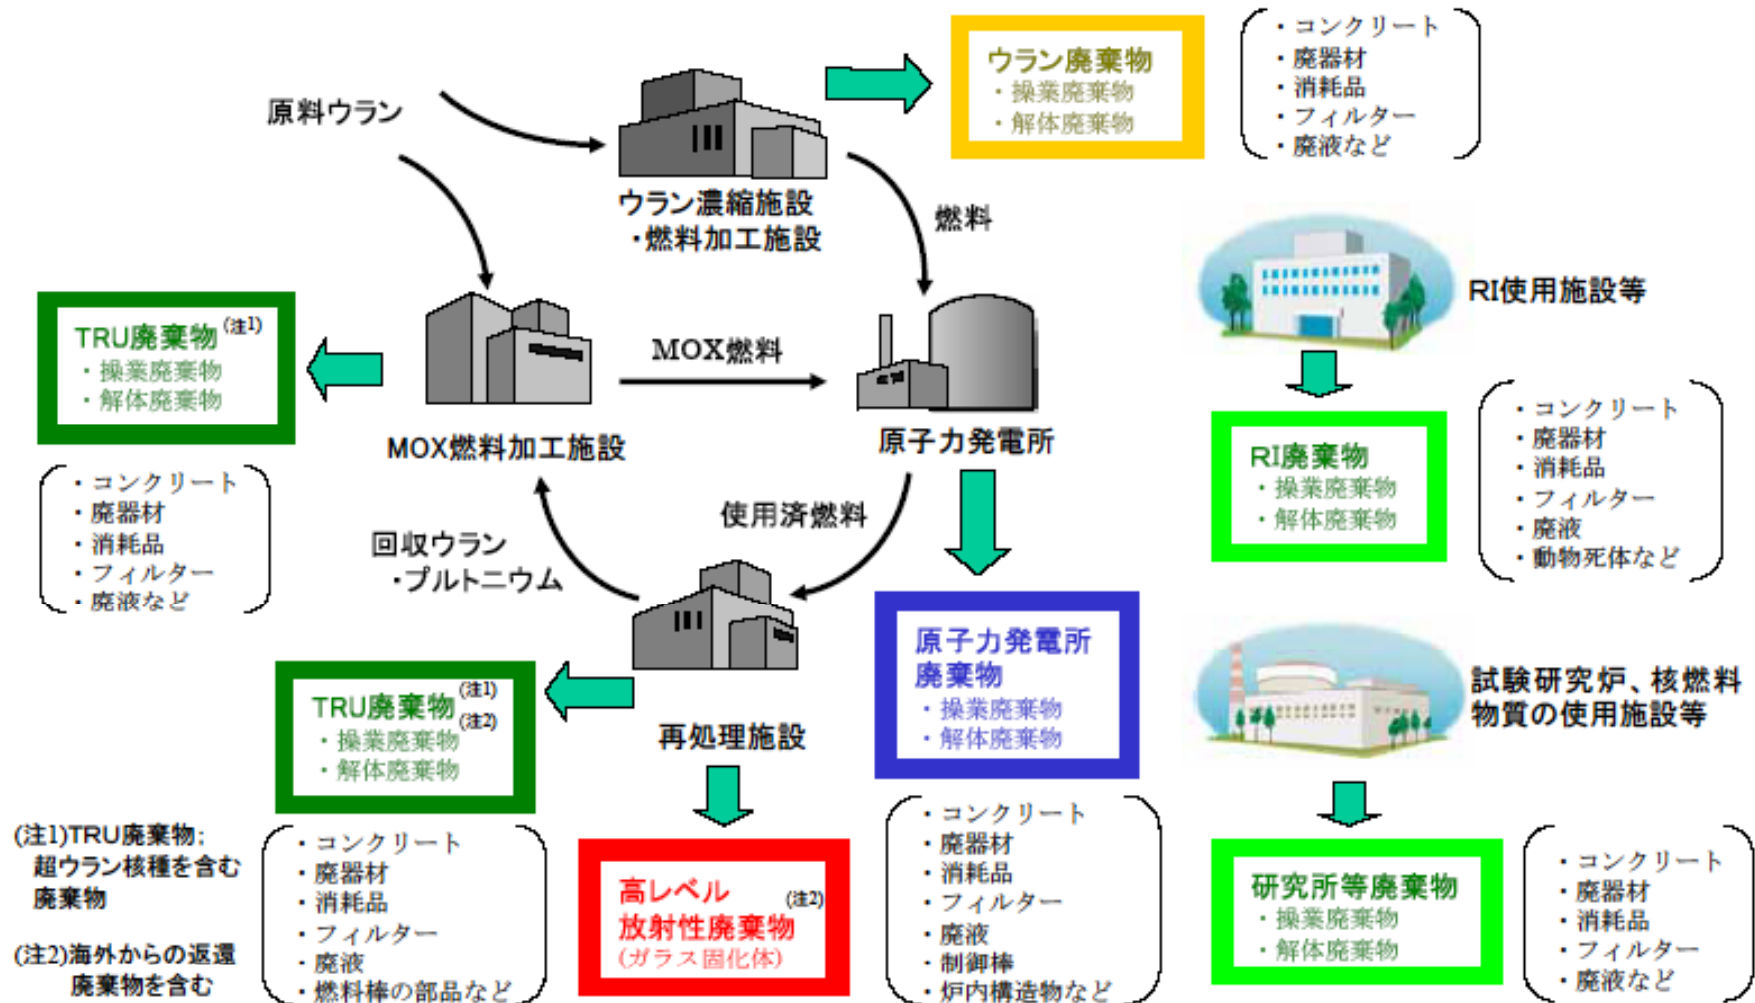 原料ウラン
ウラン濃縮施設
・燃料加工施設
ウラン廃棄物
・操業廃棄物
・解体廃棄物
・コンクリート
・廃器材
・消耗品
・フィルター
・廃液など
燃料
RI使用施設等
TRU廃棄物(注1)
・操業廃棄物
・解体廃棄物
MOX燃料
MOX燃料加工施設
原子力発電所
・コンクリート
・廃器材
・消耗品
・フィルター
・廃液など
RI廃棄物
・操業廃棄物
・解体廃棄物
・コンクリート
・廃器材
・消耗品
・フィルター
・廃液
・動物死体など
使用済燃料
回収ウラン
・プルトニウム
再処理施設
原子力発電所
廃棄物
・操業廃棄物
・解体廃棄物
試験研究炉、核燃料
物質の使用施設等
TRU廃棄物(注1)(注2)
・操業廃棄物
・解体廃棄物
・コンクリート
・廃器材
・消耗品
・フィルター
・廃液
・燃料棒の部品など
高レベル
放射性廃棄物(注2)
(ガラス固化体)
・コンクリート
・廃器材
・消耗品
・フィルター
・廃液
・制御棒
・炉内構造物など
研究所等廃棄物
・操業廃棄物
・解体廃棄物
・コンクリート
・廃器材
・消耗品
・フィルター
・廃液など
(注1)TRU廃棄物:
超ウラン核種を含む
廃棄物
(注2)海外からの返還
廃棄物を含む